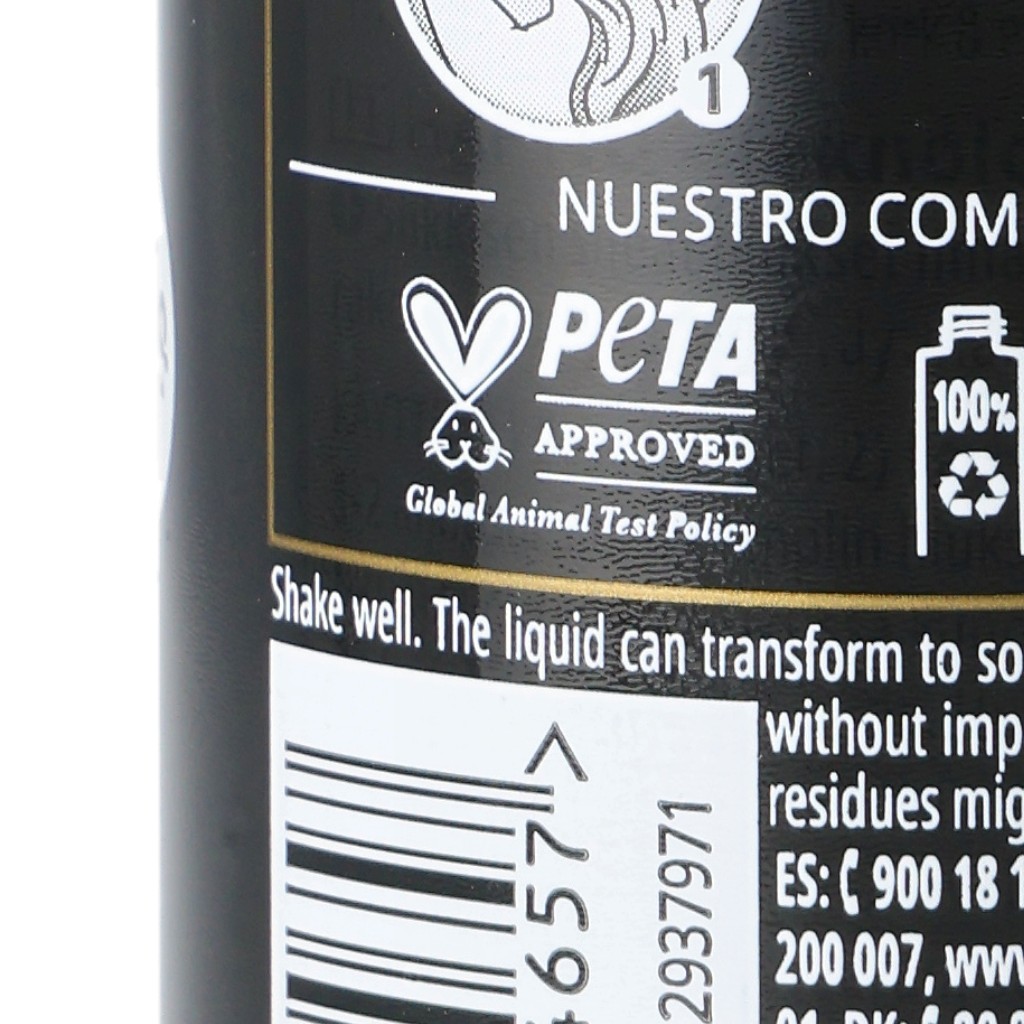 1
NUESTRO COM
PeTA
APPROVED
Global Animal Test Policy
100%
Shake well. The liquid can transform to so
without imp
residues mig
ES: 900 18 1
200 007, www
657>
2937971